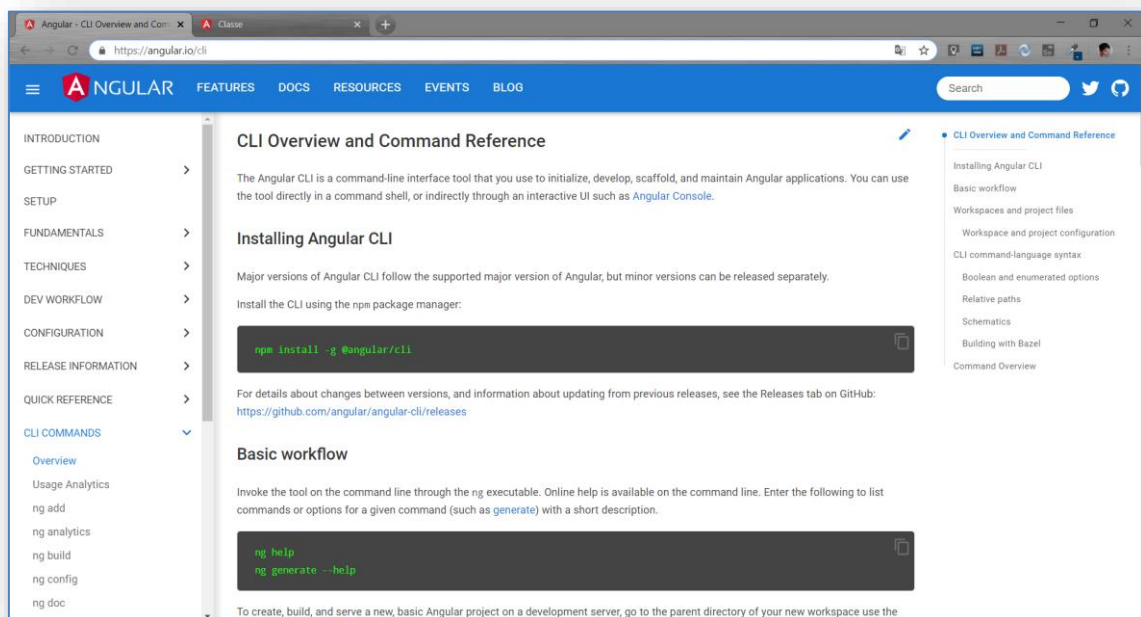 Angular - CLI Overview and Com
Classe
https://angular.io/cli
ANGULAR
FEATURES DOCS RESOURCES EVENTS BLOG
Search
INTRODUCTION
GETTING STARTED
SETUP
FUNDAMENTALS
TECHNIQUES
DEV WORKFLOW
CONFIGURATION
RELEASE INFORMATION
QUICK REFERENCE
CLI COMMANDS
Overview
Usage Analytics
ng add
ng analytics
ng build
ng config
ng doc
CLI Overview and Command Reference
The Angular CLI is a command-line interface tool that you use to initialize, develop, scaffold, and maintain Angular applications. You can use
the tool directly in a command shell, or indirectly through an interactive UI such as Angular Console.
Installing Angular CLI
Major versions of Angular CLI follow the supported major version of Angular, but minor versions can be released separately.
Install the CLI using the npm package manager:
npm install -g @angular/cli
For details about changes between versions, and information about updating from previous releases, see the Releases tab on GitHub:
https://github.com/angular/angular-cli/releases
Basic workflow
Invoke the tool on the command line through the ng executable. Online help is available on the command line. Enter the following to list
commands or options for a given command (such as generate) with a short description.
ng help
ng generate --help
To create, build, and serve a new, basic Angular project on a development server, go to the parent directory of your new workspace use the
CLI Overview and Command Reference
Installing Angular CLI
Basic workflow
Workspaces and project files
Workspace and project configuration
CLI command-language syntax
Boolean and enumerated options
Relative paths
Schematics
Building with Bazel
Command Overview